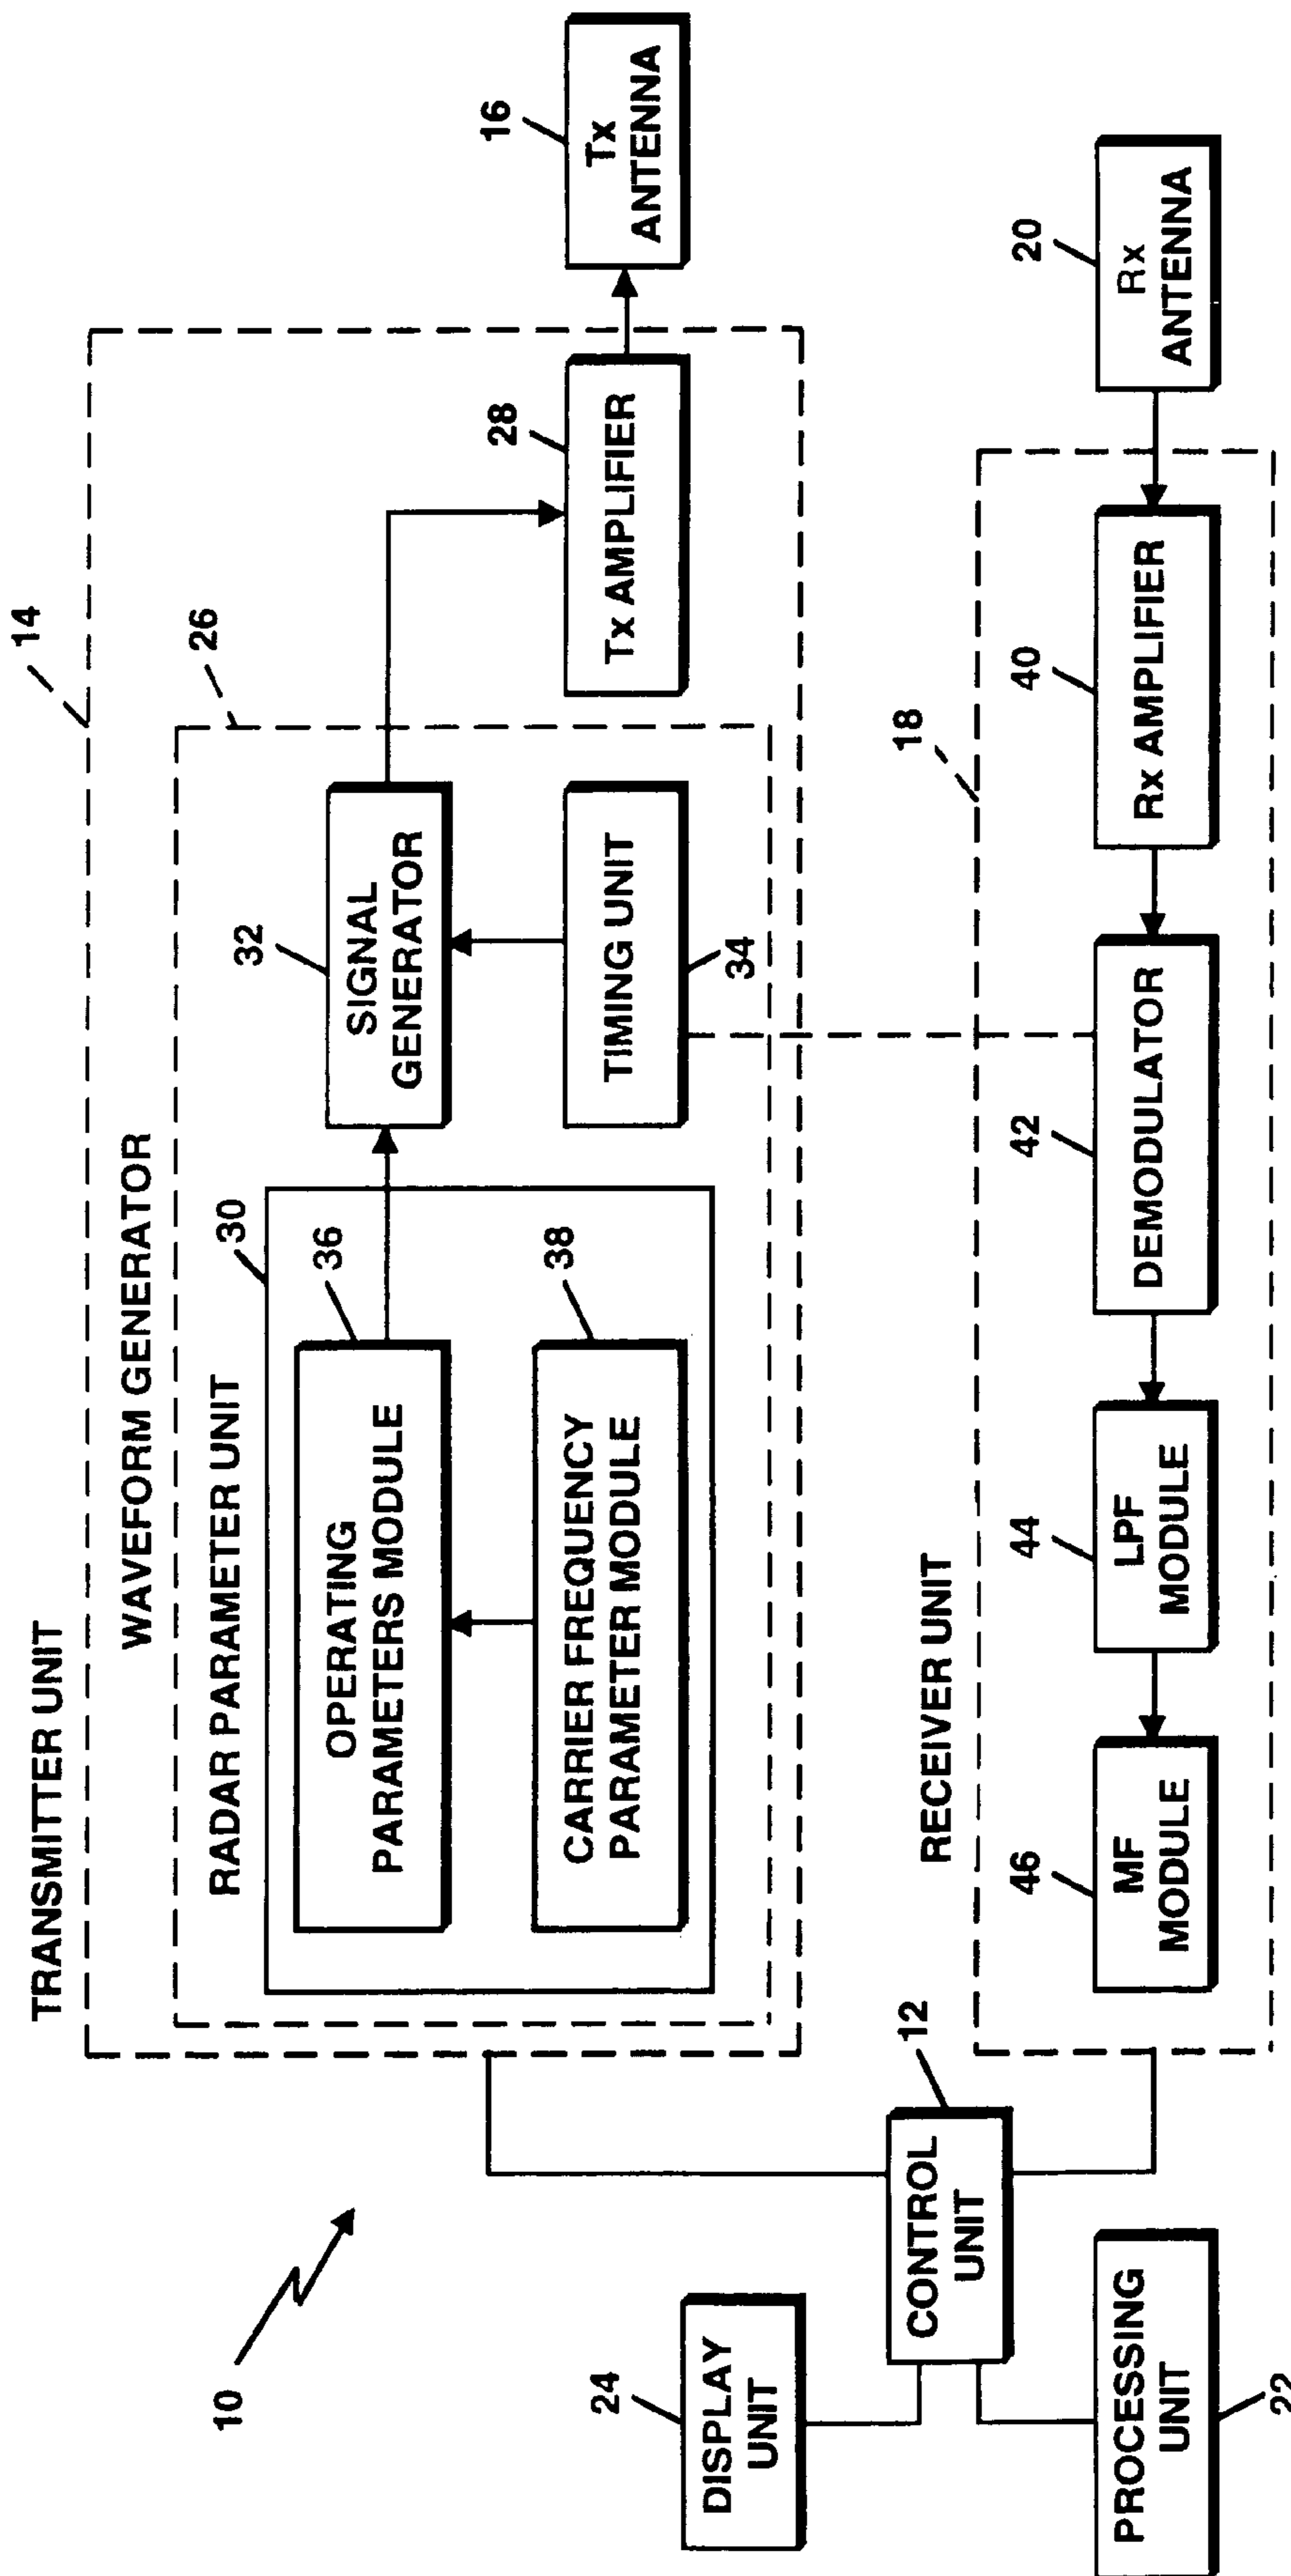 14
TRANSMITTER UNIT
WAVEFORM GENERATOR
26
RADAR PARAMETER UNIT
30
36
OPERATING
PARAMETERS MODULE
38
CARRIER FREQUENCY
PARAMETER MODULE
32
SIGNAL
GENERATOR
TIMING UNIT
34
28
Tx AMPLIFIER
16
Tx
ANTENNA
10
24
DISPLAY
UNIT
12
CONTROL
UNIT
PROCESSING
UNIT
22
RECEIVER UNIT
18
46
MF
MODULE
44
LPF
MODULE
42
DEMODULATOR
40
Rx AMPLIFIER
20
Rx
ANTENNA